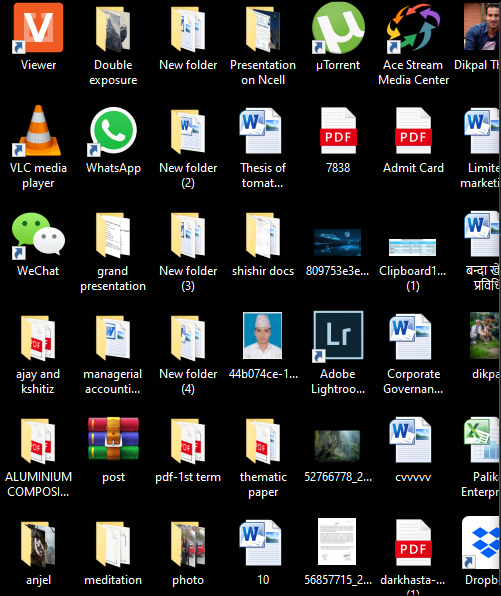 Viewer
Double
exposure
New folder
Presentation
on Ncell
µTorrent
Ace Stream
Media Center
Dikpal Th
VLC media
player
WhatsApp
New folder
(2)
Thesis of
tomat...
7838
Admit Card
Limite
marketi
WeChat
grand
presentation
New folder
(3)
shishir docs
809753e3e...
Clipboard1...
(1)
बन्दा खे
प्रविधि
ajay and
kshitiz
managerial
accounti...
New folder
(4)
44b074ce-1...
Adobe
Lightroo...
Corporate
Governan...
dikpa
ALUMINIUM
COMPOSI...
post
pdf-1st term
thematic
paper
52766778_2...
cvvvvv
Palik
Enterpr
anjel
meditation
photo
10
56857715_2...
darkhasta-...
(1)
Dropb